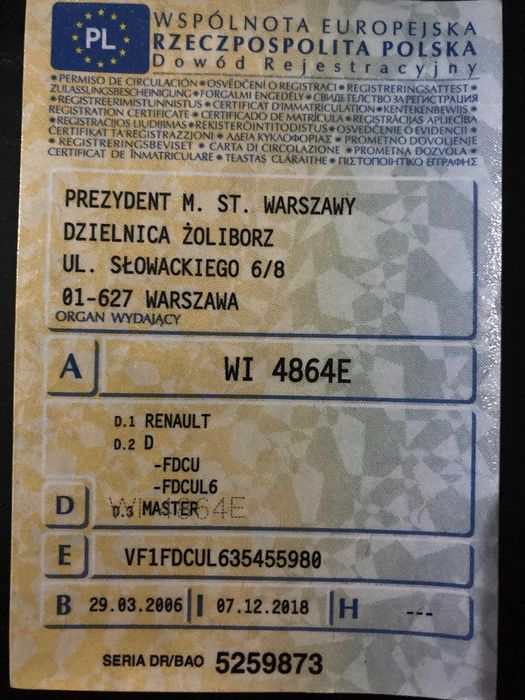 PL
WSPÓLNOTA EUROPEJSKA
RZECZPOSPOLITA POLSKA
Dowód Rejestracyjny
* PERMISO DE CIRCULACIÓN * OSVĚDČENÍ O REGISTRACI * REGISTRERINGSATTEST *
ZULASSUNGSBESCHEINIGUNG * FORGALMI ENGEDÉLY * СВИДЕТЕЛСТВО ЗА РЕГИСТРАЦИЯ
* REGISTREERIMISTUNNISTUS * CERTIFICAT D'IMMATRICULATION * KENTEKENBEWIJS *
REGISTRATION CERTIFICATE * CERTIFICADO DE MATRÍCULA * REĢISTRĀCIJAS APLIECĪBA
* REGISTRACIJOS LIUDIJIMAS * REKISTERÖINTITODISTUS * OSVEDČENIE O EVIDENCII *
CERTIFIKAT TA' REĠISTRAZZJONI * ΑΔΕΙΑ ΚΥΚΛΟΦΟΡΙΑΣ * PROMETNO DOVOLJENJE
* REGISTRERINGSBEVISET * CARTA DI CIRCOLAZIONE * PROMETNA DOZVOLA *
CERTIFICAT DE ÎNMATRICULARE * TEASTAS CLÁRAITHE * ΠΙΣΤΟΠΟΙΗΤΙΚΟ ΕΓΓΡΑΦΗΣ
PREZYDENT M. ST. WARSZAWY
DZIELNICA ŻOLIBORZ
UL. SŁOWACKIEGO 6/8
01-627 WARSZAWA
ORGAN WYDAJĄCY
A WI 4864E
D.1 RENAULT
D.2 D
-FDCU
-FDCUL6
D D.3 MASTER
WI 4864E
E VF1FDCUL635455980
B 29.03.2006 I 07.12.2018 H ---
SERIA DR/BAO 5259873